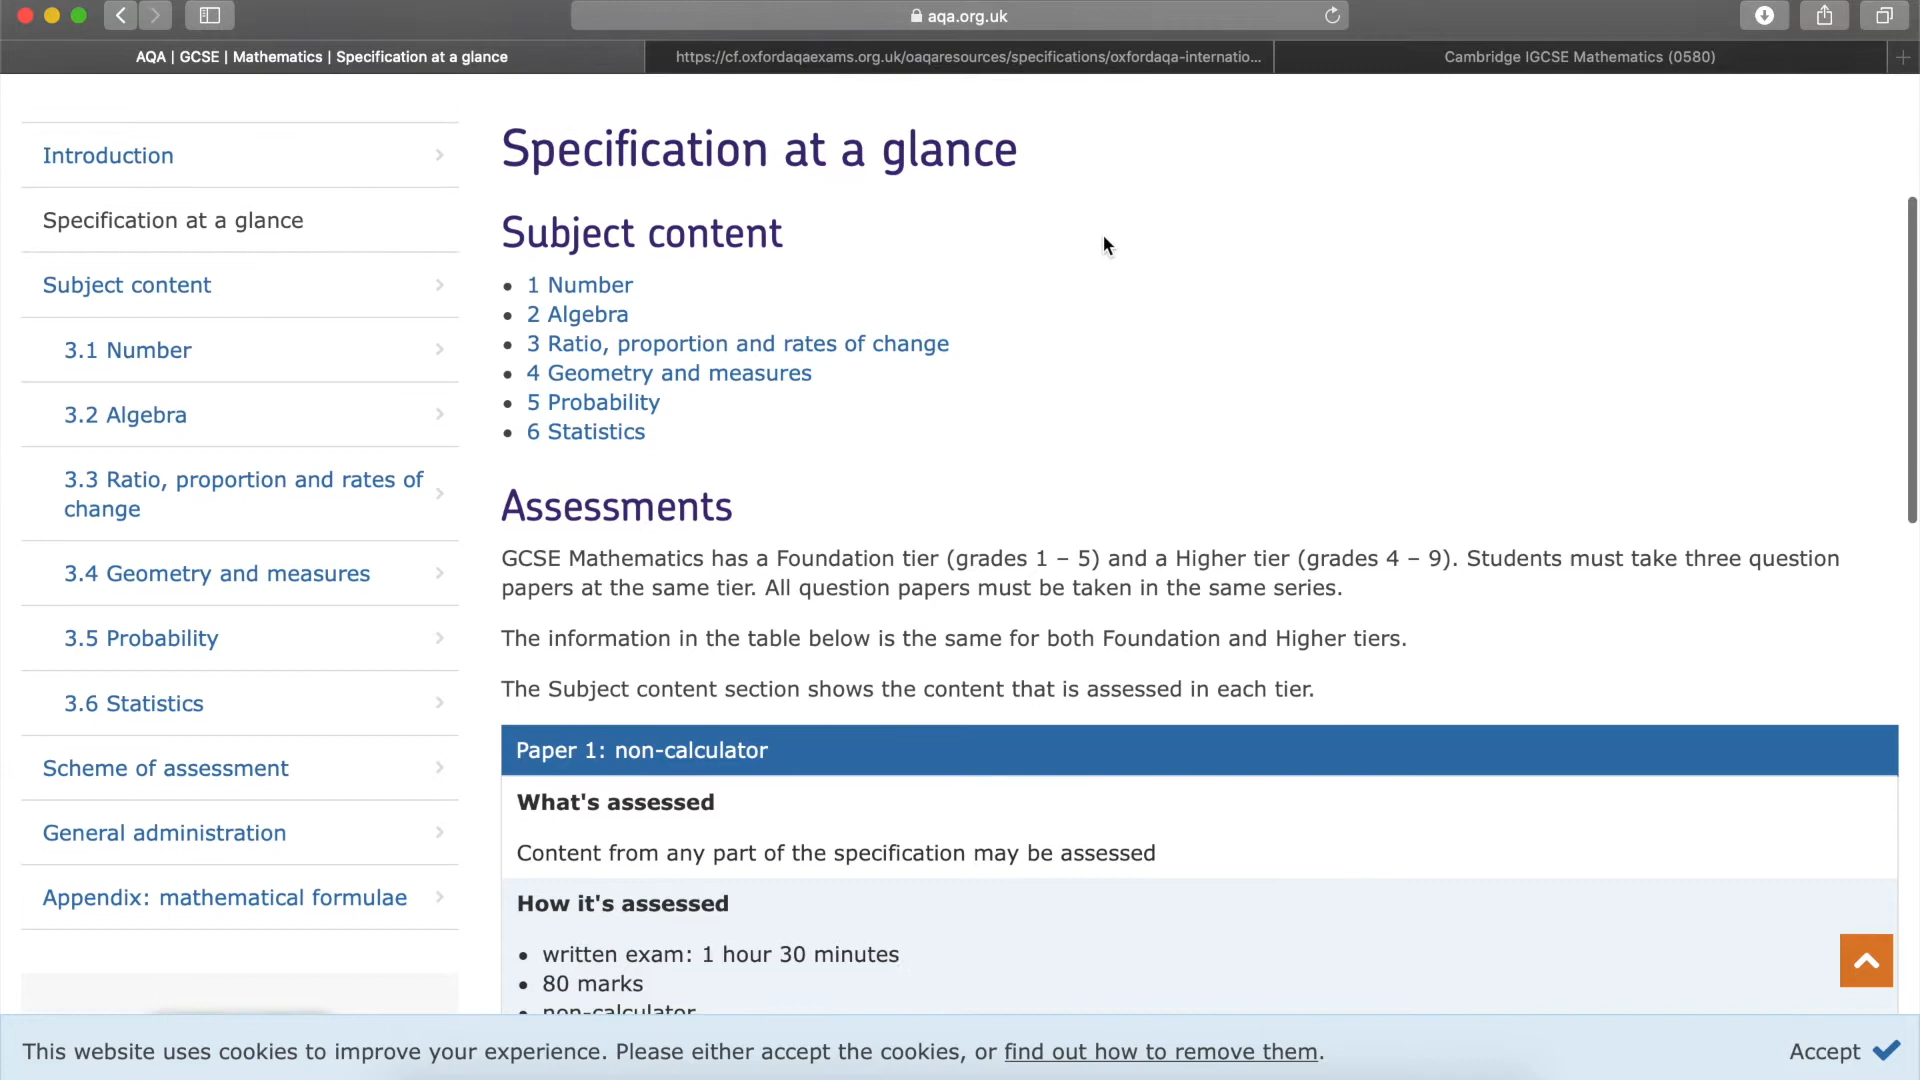 aqa.org.uk
AQA | GCSE | Mathematics | Specification at a glance
https://cf.oxfordaqaexams.org.uk/oaqaresources/specifications/oxfordaqa-internatio...
Cambridge IGCSE Mathematics (0580)
Introduction
Specification at a glance
Subject content
3.1 Number
3.2 Algebra
3.3 Ratio, proportion and rates of
change
3.4 Geometry and measures
3.5 Probability
3.6 Statistics
Scheme of assessment
General administration
Appendix: mathematical formulae
Specification at a glance
Subject content
• 1 Number
• 2 Algebra
• 3 Ratio, proportion and rates of change
• 4 Geometry and measures
• 5 Probability
• 6 Statistics
Assessments
GCSE Mathematics has a Foundation tier (grades 1 – 5) and a Higher tier (grades 4 – 9). Students must take three question
papers at the same tier. All question papers must be taken in the same series.
The information in the table below is the same for both Foundation and Higher tiers.
The Subject content section shows the content that is assessed in each tier.
Paper 1: non-calculator
What's assessed
Content from any part of the specification may be assessed
How it's assessed
• written exam: 1 hour 30 minutes
• 80 marks
• non-calculator
This website uses cookies to improve your experience. Please either accept the cookies, or find out how to remove them.
Accept